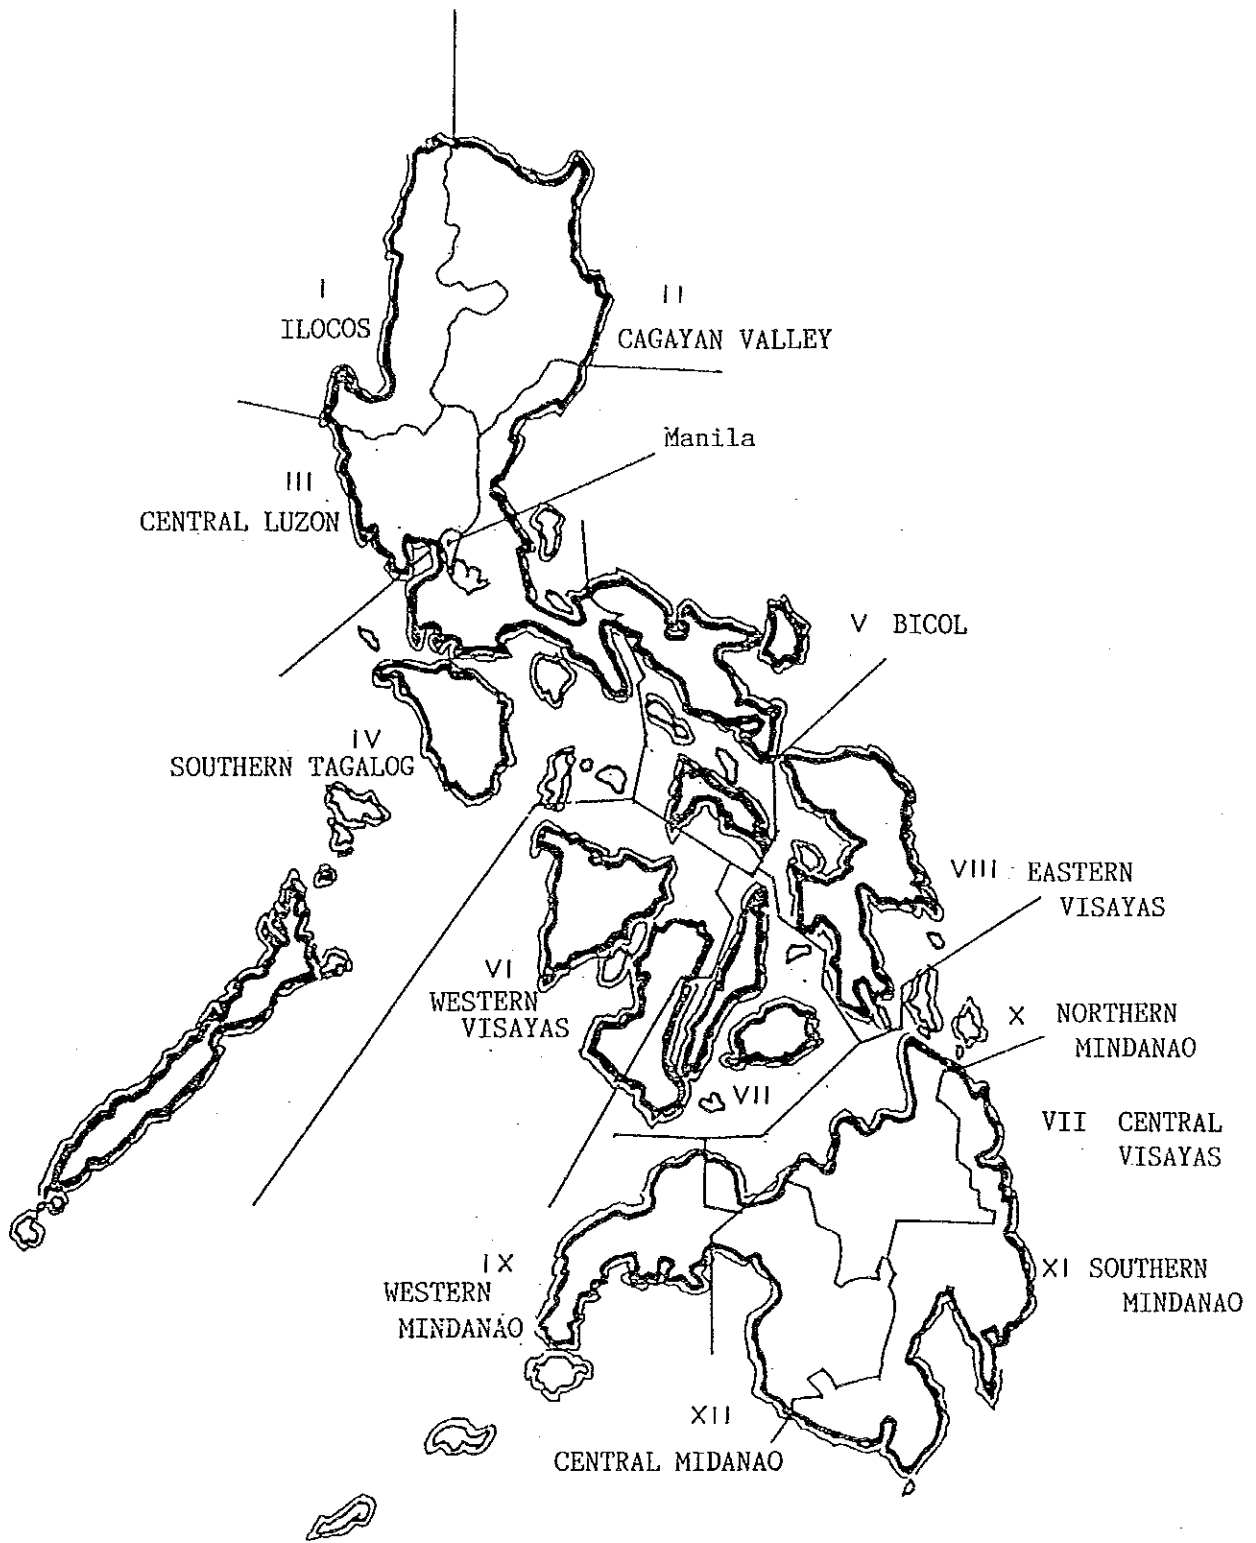 I
ILOCOS
II
CAGAYAN VALLEY
Manila
III
CENTRAL LUZON
V BICOL
IV
SOUTHERN TAGALOG
VIII EASTERN
VISAYAS
VI
WESTERN
VISAYAS
X NORTHERN
MINDANAO
VII
VII CENTRAL
VISAYAS
IX
WESTERN
MINDANAO
XI SOUTHERN
MINDANAO
XII
CENTRAL MIDANAO